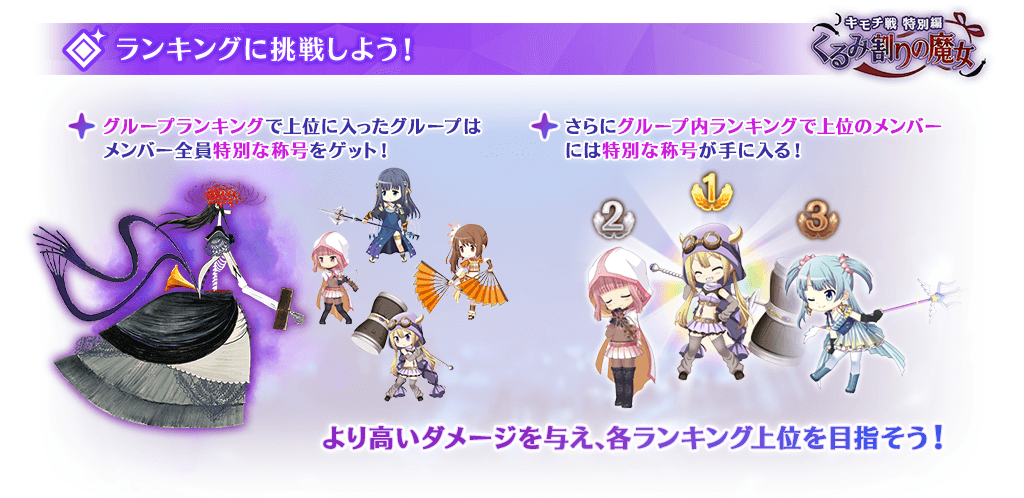 ランキングに挑戦しよう!
キモチ戦 特別編
くるみ割りの魔女
グループランキングで上位に入ったグループは
メンバー全員特別な称号をゲット!
さらにグループ内ランキングで上位のメンバー
には特別な称号が手に入る!
2
1
3
より高いダメージを与え、各ランキング上位を目指そう!